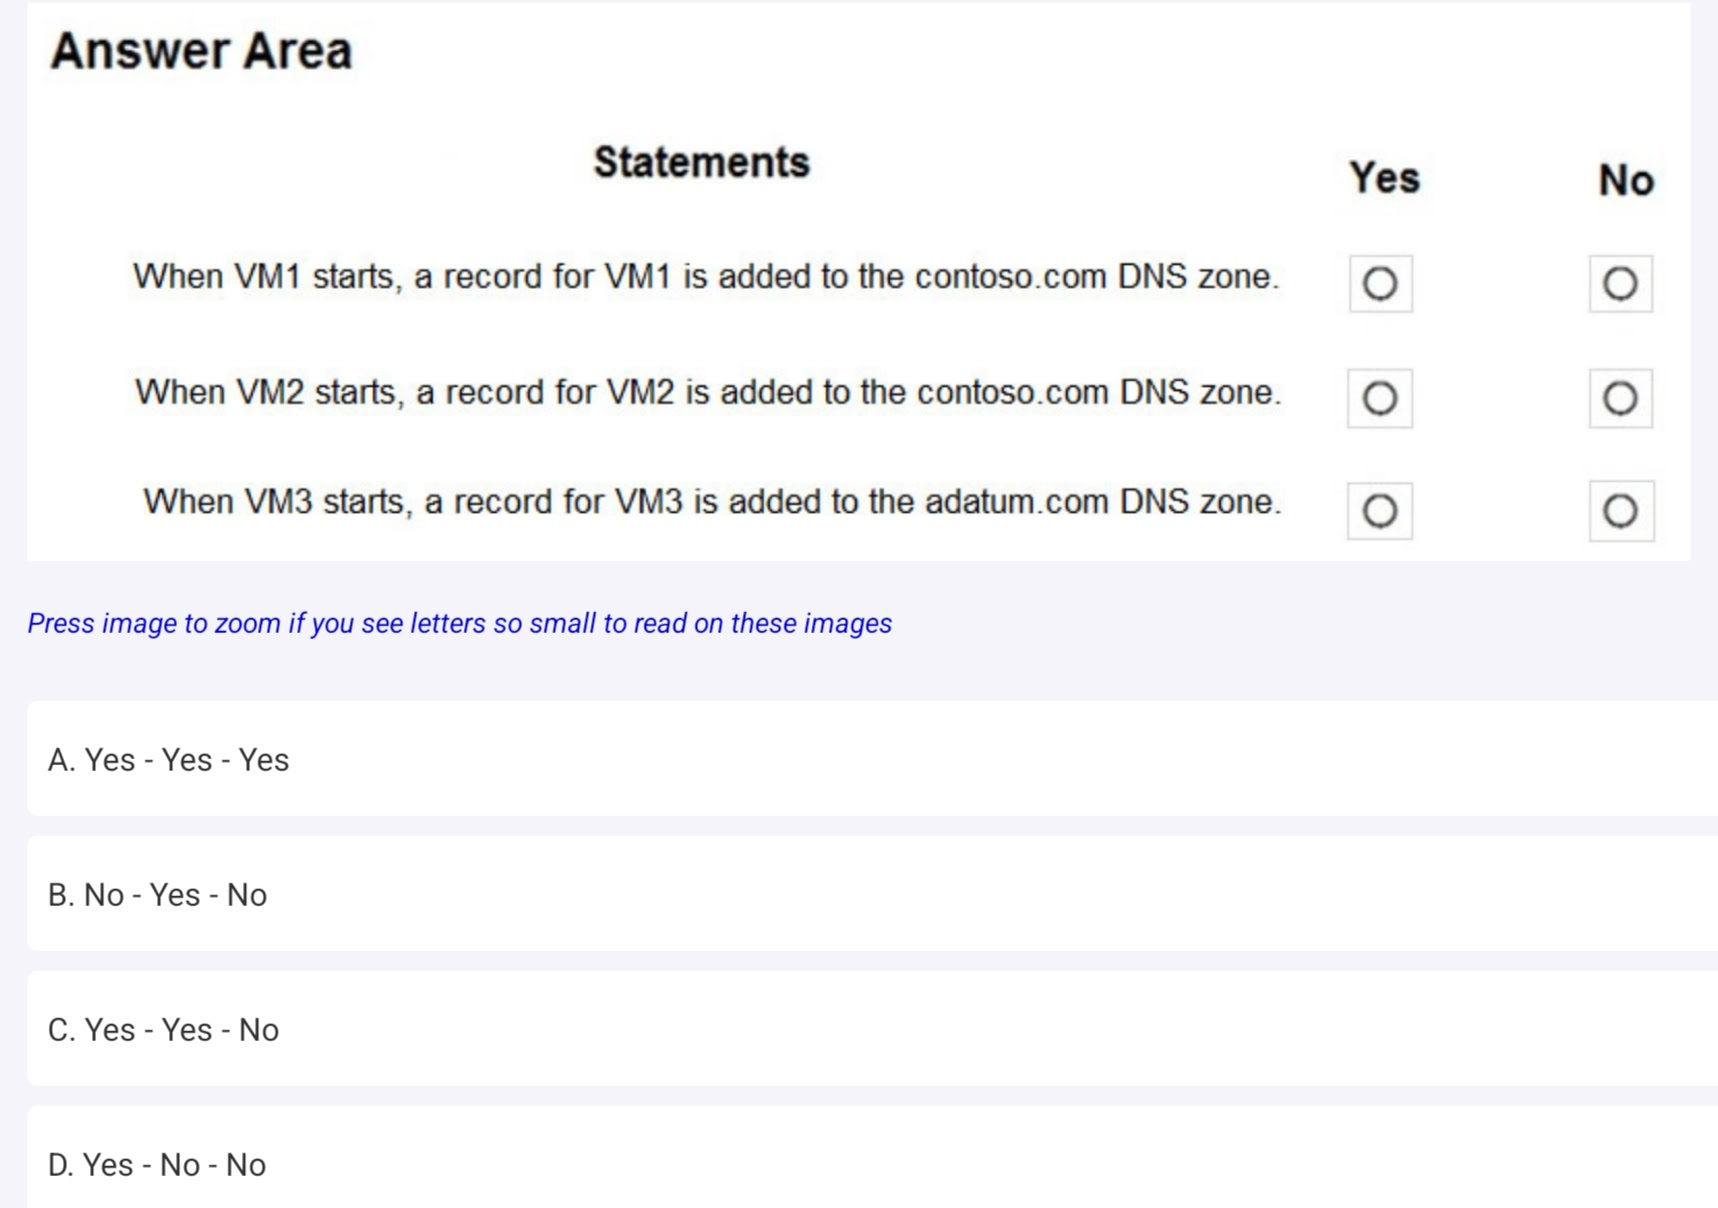 Answer Area
Statements Yes No
When VM1 starts, a record for VM1 is added to the contoso.com DNS zone.
When VM2 starts, a record for VM2 is added to the contoso.com DNS zone.
When VM3 starts, a record for VM3 is added to the adatum.com DNS zone.
Press image to zoom if you see letters so small to read on these images
A. Yes - Yes - Yes
B. No - Yes - No
C. Yes - Yes - No
D. Yes - No - No